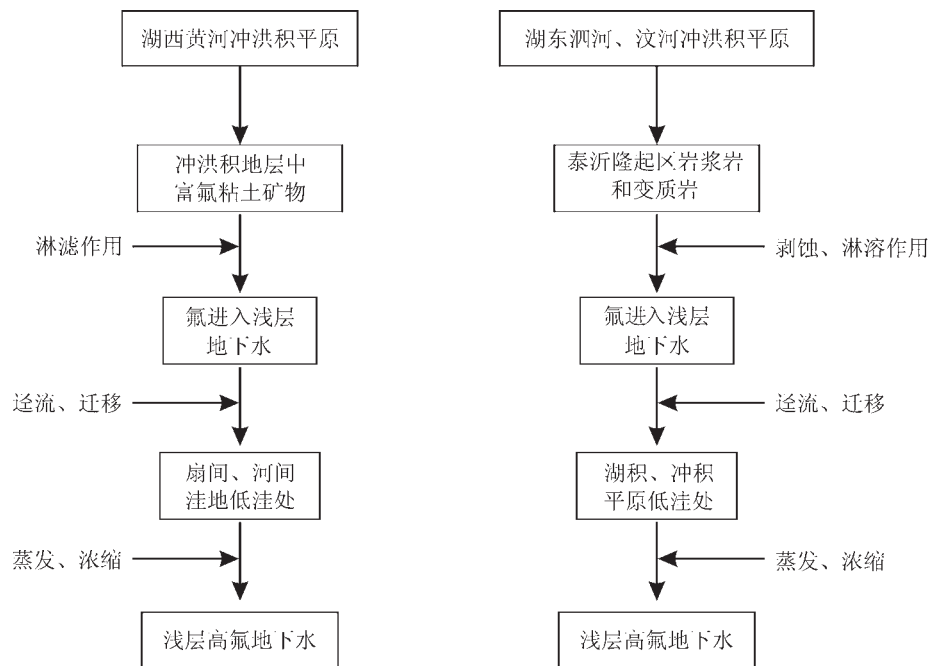 湖西黄河冲洪积平原
冲洪积地层中
富氟粘土矿物
淋滤作用
氟进入浅层
地下水
迳流、迁移
扇间、河间
洼地低洼处
蒸发、浓缩
浅层高氟地下水
湖东泗河、汶河冲洪积平原
泰沂隆起区岩浆岩
和变质岩
剥蚀、淋溶作用
氟进入浅层
地下水
迳流、迁移
湖积、冲积
平原低洼处
蒸发、浓缩
浅层高氟地下水